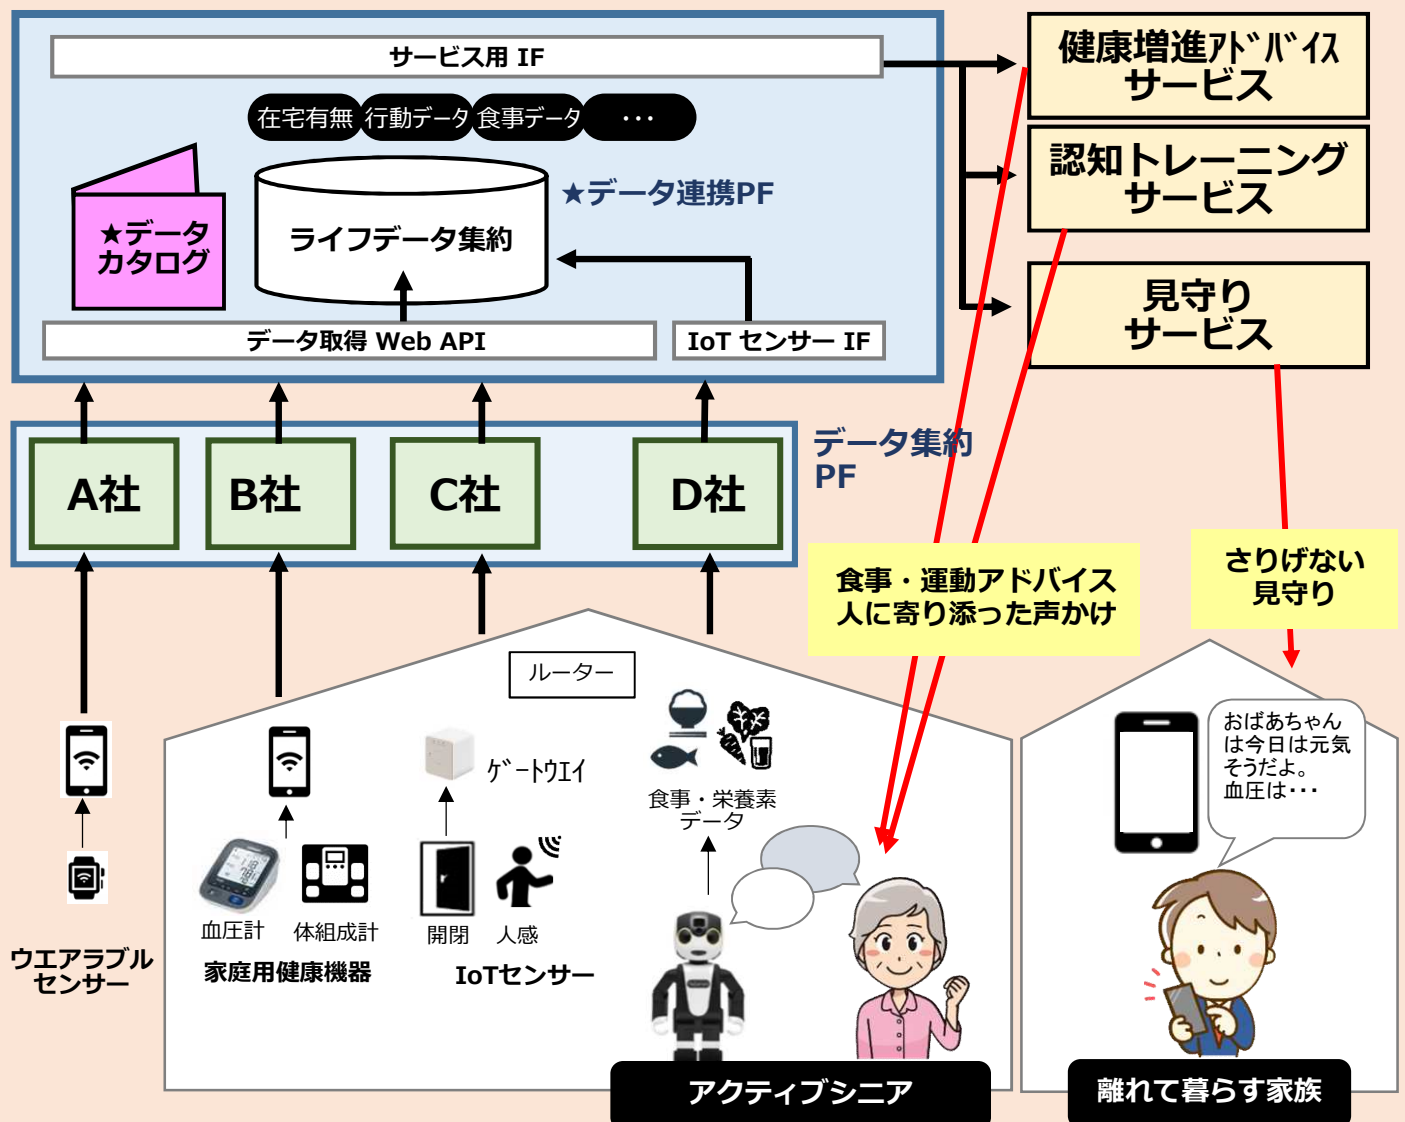 サービス用 IF
健康増進ｱﾄﾞﾊﾞｲｽ
サービス
在宅有無
行動データ
食事データ
･･･
認知トレーニング
サービス
★データ連携PF
★データ
カタログ
ライフデータ集約
見守り
サービス
データ取得 Web API
IoT センサー IF
データ集約
PF
A社
B社
C社
D社
食事・運動アドバイス
人に寄り添った声かけ
さりげない
見守り
ルーター
ｹﾞｰﾄｳｴｲ
食事・栄養素
データ
おばあちゃん
は今日は元気
そうだよ。
血圧は･･･
血圧計
体組成計
開閉
人感
ウエアラブル
センサー
家庭用健康機器
IoTセンサー
アクティブシニア
離れて暮らす家族